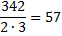 342/(2·3) = 57